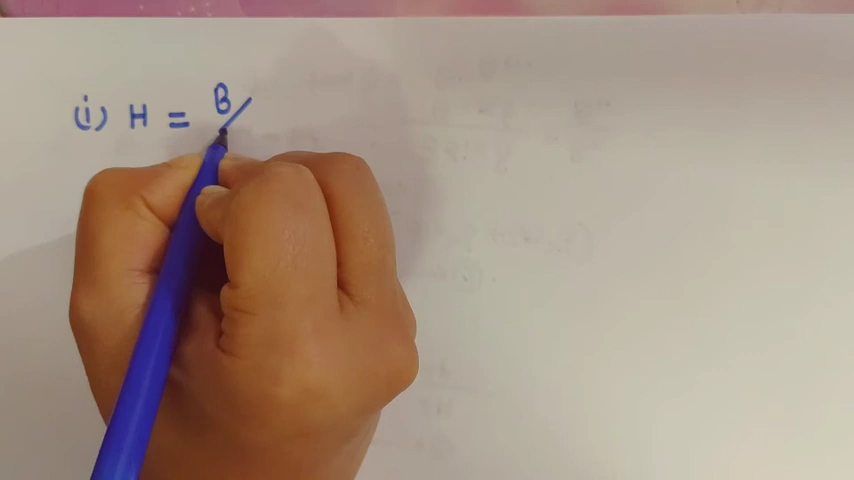 (i) H = B/